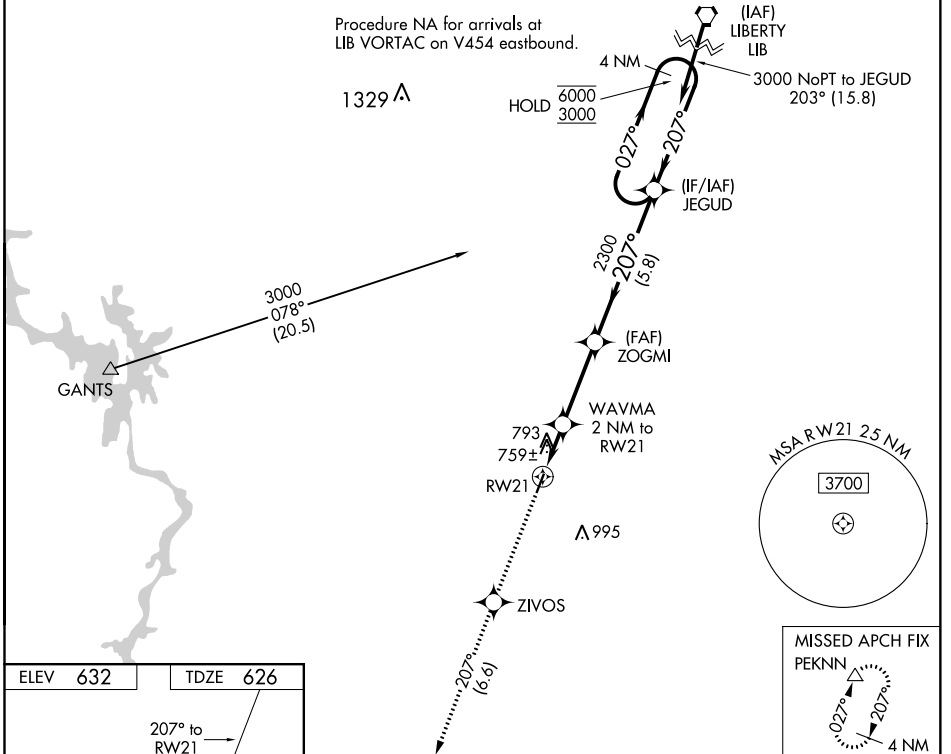 Procedure NA for arrivals at
LIB VORTAC on V454 eastbound.
(IAF)
LIBERTY
LIB
4 NM
3000 NoPT to JEGUD
203° (15.8)
1329
HOLD 6000
3000
027°
207°
(IF/IAF)
JEGUD
2300
207°
(5.8)
3000
078°
(20.5)
GANTS
(FAF)
ZOGMI
WAVMA
2 NM to
RW21
793
759±
RW21
MSA RW21 25 NM
3700
995
ZIVOS
207°
(6.6)
MISSED APCH FIX
PEKNN
027°
207°
4 NM
ELEV 632
TDZE 626
207° to
RW21